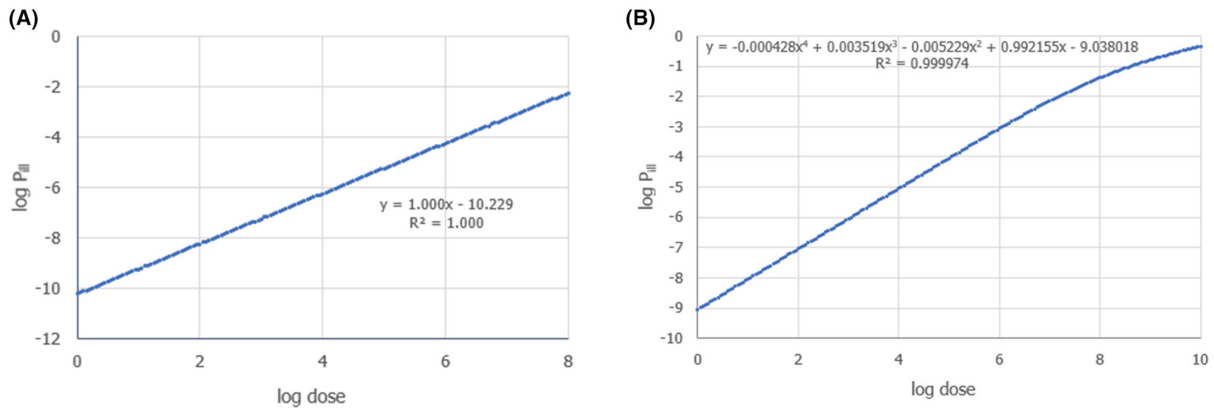 (A)
0
-2
-4
-6
-8
-10
-12
log P_ill
y = 1.000x - 10.229
R² = 1.000
0 2 4 6 8
log dose
(B)
0
-1
-2
-3
-4
-5
-6
-7
-8
-9
-10
log P_ill
y = -0.000428x⁴ + 0.003519x³ - 0.005229x² + 0.992155x - 9.038018
R² = 0.999974
0 2 4 6 8 10
log dose